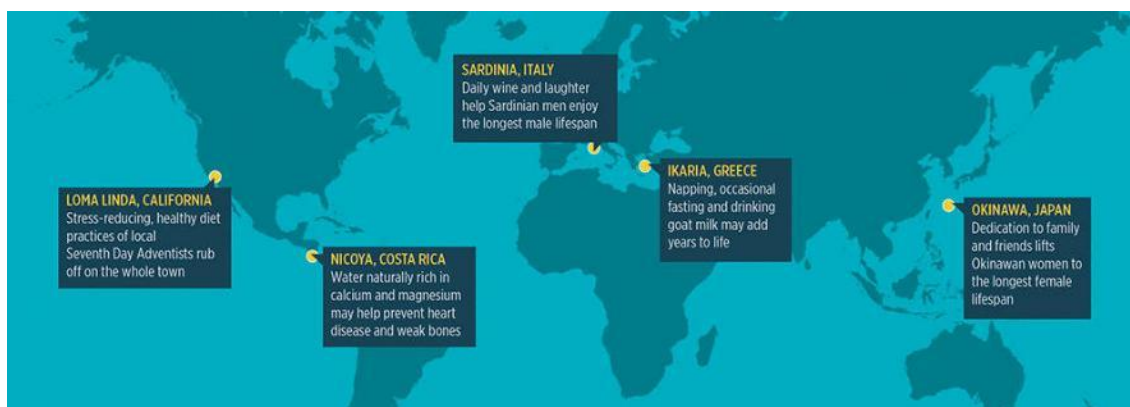 SARDINIA, ITALY
Daily wine and laughter
help Sardinian men enjoy
the longest male lifespan
IKARIA, GREECE
Napping, occasional
fasting and drinking
goat milk may add
years to life
LOMA LINDA, CALIFORNIA
Stress-reducing, healthy diet
practices of local
Seventh Day Adventists rub
off on the whole town
OKINAWA, JAPAN
Dedication to family
and friends lifts
Okinawan women to
the longest female
lifespan
NICOYA, COSTA RICA
Water naturally rich in
calcium and magnesium
may help prevent heart
disease and weak bones